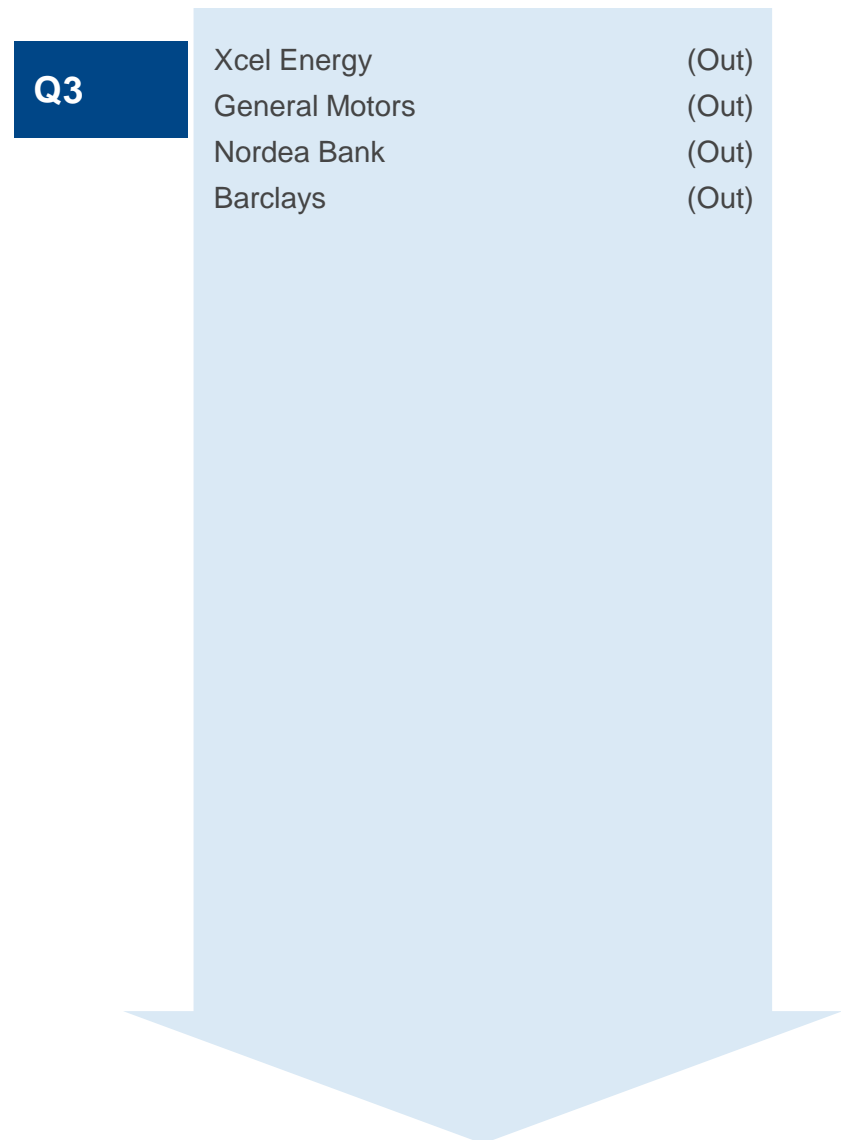 Q3
Xcel Energy (Out)
General Motors (Out)
Nordea Bank (Out)
Barclays (Out)